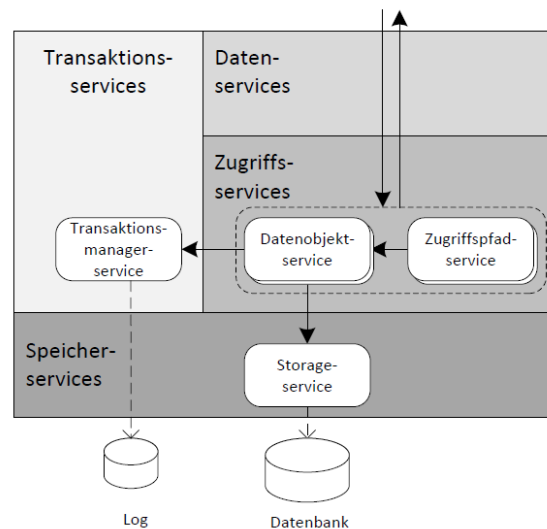 Transaktions-
services
Daten-
services
Zugriffs-
services
Transaktions-
manager-
service
Datenobjekt-
service
Zugriffspfad-
service
Speicher-
services
Storage-
service
Log
Datenbank